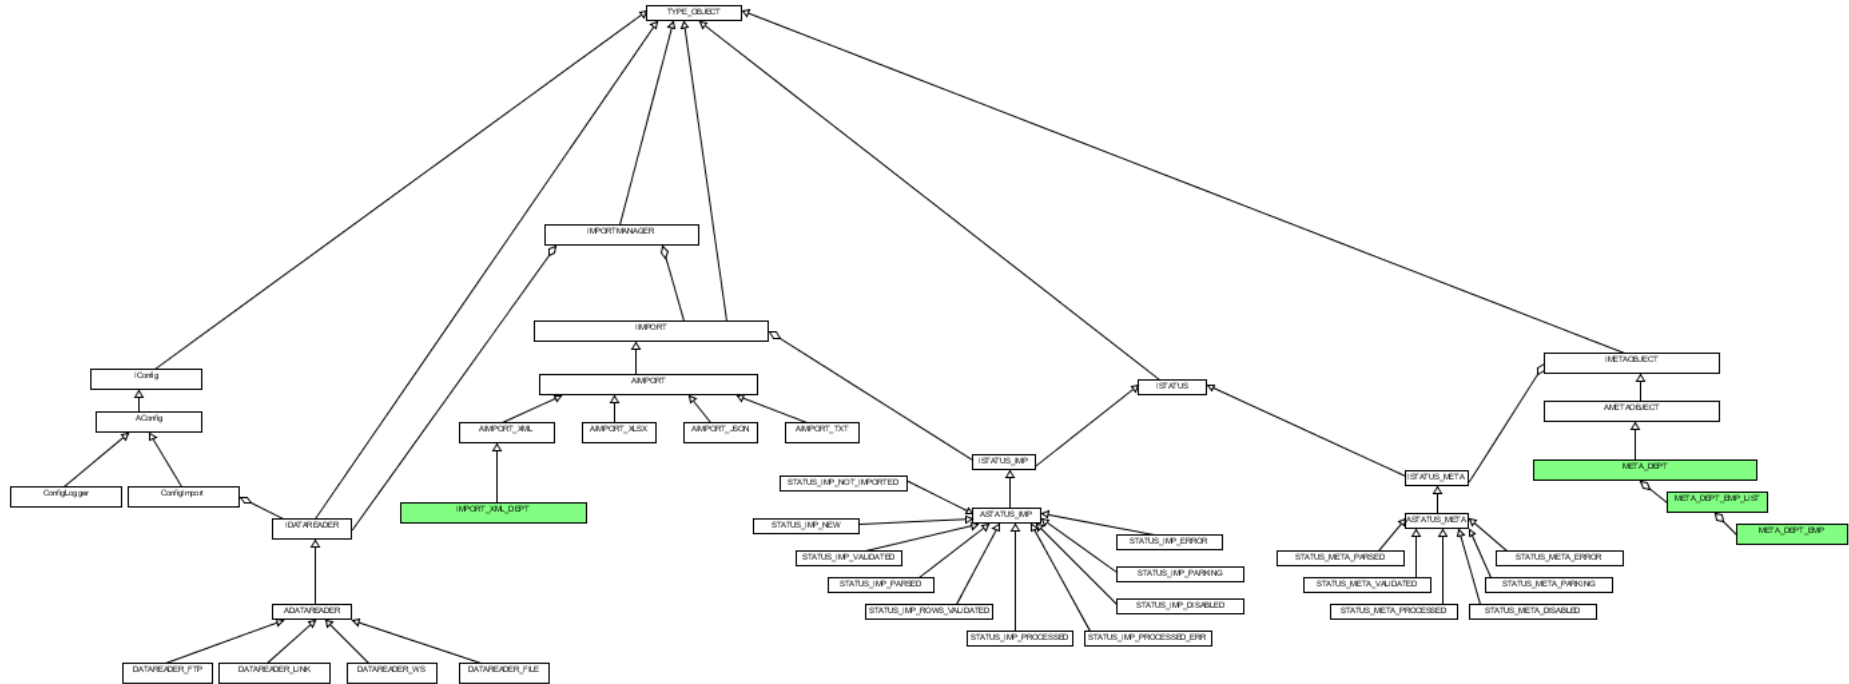 TYPE_OBJECT
IMPORTMANAGER
IIMPORT
IMETAOBJECT
IConfig
AIMPORT
ISTATUS
AMETAOBJECT
AConfig
AIMPORT_XML
AIMPORT_XLSX
AIMPORT_JSON
AIMPORT_TXT
ISTATUS_IMP
META_DEPT
ISTATUS_META
STATUS_IMP_NOT_IMPORTED
ConfigLogger
ConfigImport
META_DEPT_EMP_LIST
IMPORT_XML_DEPT
ASTATUS_IMP
ASTATUS_META
IDATAREADER
STATUS_IMP_NEW
META_DEPT_EMP
STATUS_IMP_ERROR
STATUS_IMP_VALIDATED
STATUS_META_PARSED
STATUS_META_ERROR
STATUS_IMP_PARKING
STATUS_IMP_PARSED
STATUS_META_VALIDATED
STATUS_META_PARKING
STATUS_IMP_DISABLED
ADATAREADER
STATUS_IMP_ROWS_VALIDATED
STATUS_META_PROCESSED
STATUS_META_DISABLED
STATUS_IMP_PROCESSED
STATUS_IMP_PROCESSED_ERR
DATAREADER_FTP
DATAREADER_LINK
DATAREADER_WS
DATAREADER_FILE